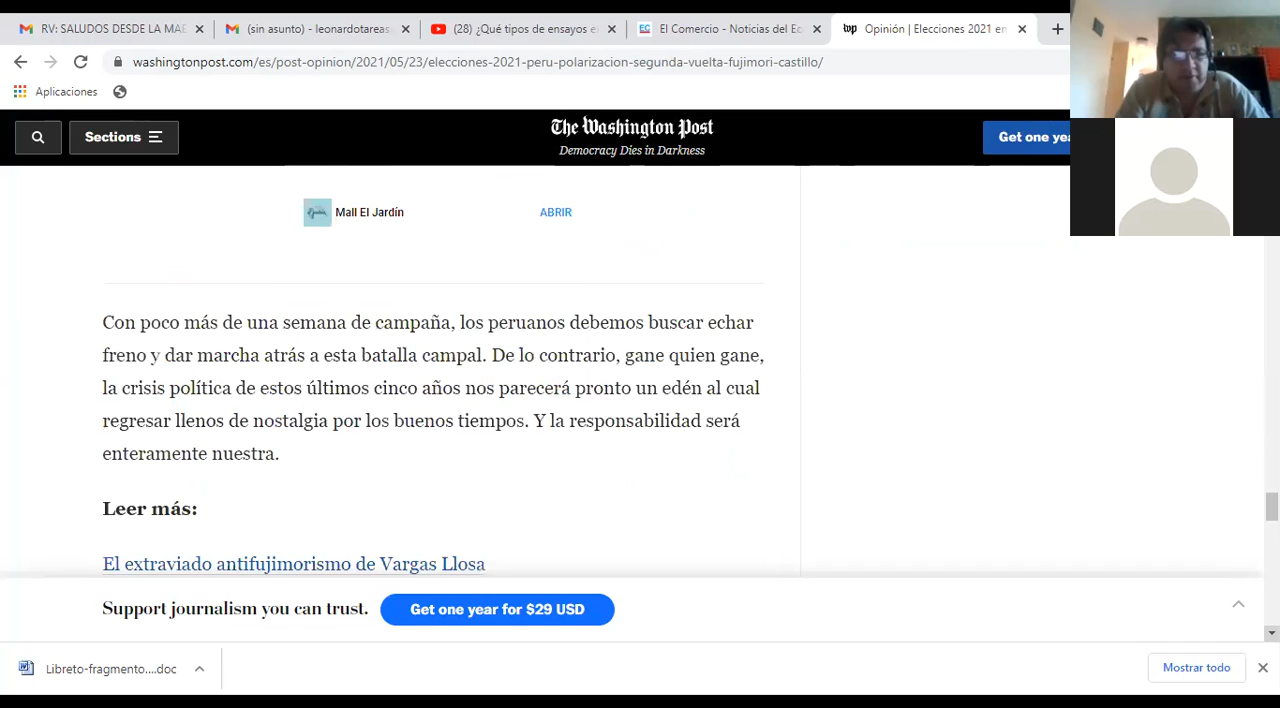 RV: SALUDOS DESDE LA MAE
(sin asunto) - leonardotareas
(28) ¿Qué tipos de ensayos e
El Comercio - Noticias del Ec
Opinión | Elecciones 2021 en
washingtonpost.com/es/post-opinion/2021/05/23/elecciones-2021-peru-polarizacion-segunda-vuelta-fujimori-castillo/
Aplicaciones
Sections
The Washington Post
Democracy Dies in Darkness
Get one yea
Mall El Jardín
ABRIR
Con poco más de una semana de campaña, los peruanos debemos buscar echar
freno y dar marcha atrás a esta batalla campal. De lo contrario, gane quien gane,
la crisis política de estos últimos cinco años nos parecerá pronto un edén al cual
regresar llenos de nostalgia por los buenos tiempos. Y la responsabilidad será
enteramente nuestra.
Leer más:
El extraviado antifujimorismo de Vargas Llosa
Support journalism you can trust.
Get one year for $29 USD
Libreto-fragmento....doc
Mostrar todo